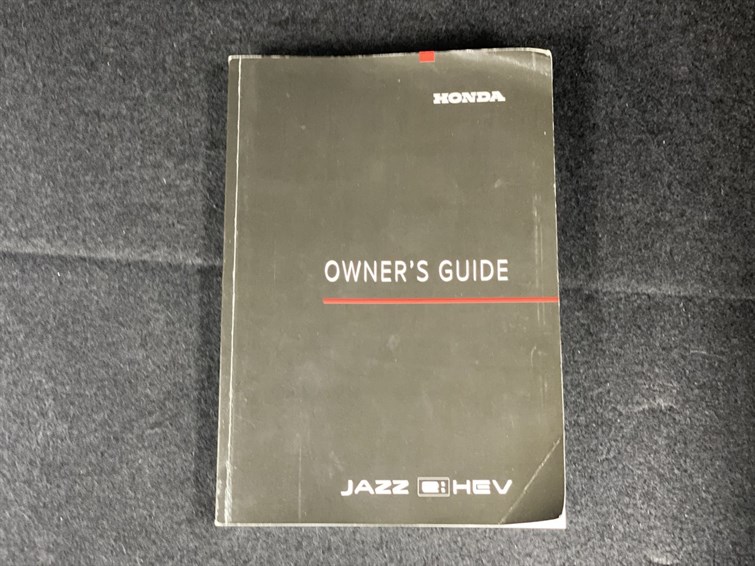 HONDA
OWNER'S GUIDE
JAZZ e: HEV